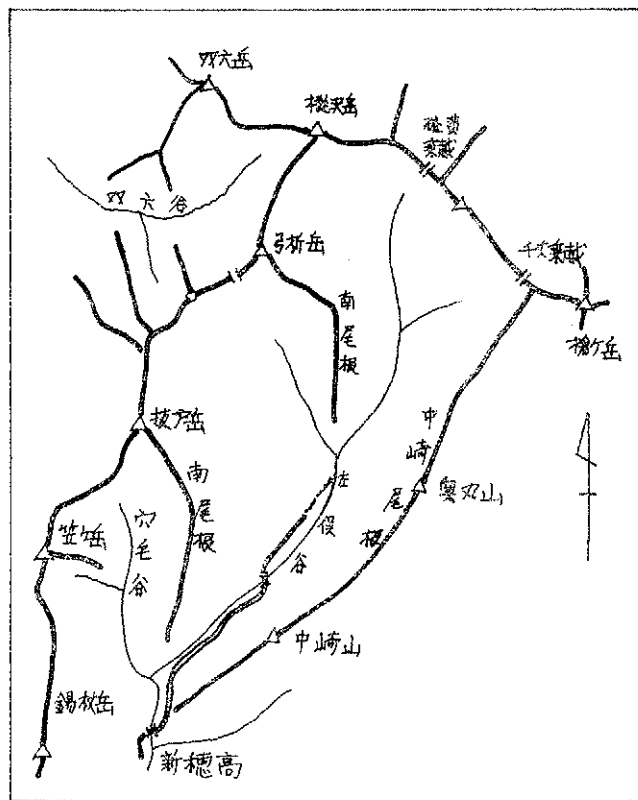 双六岳
樅沢岳
硫黄
乗越
双六谷
弓折岳
千丈乗越
槍ヶ岳
南尾根
抜戸岳
中崎尾根
奥丸山
左俣谷
南尾根
穴毛谷
笠ヶ岳
中崎山
錫杖岳
新穂高